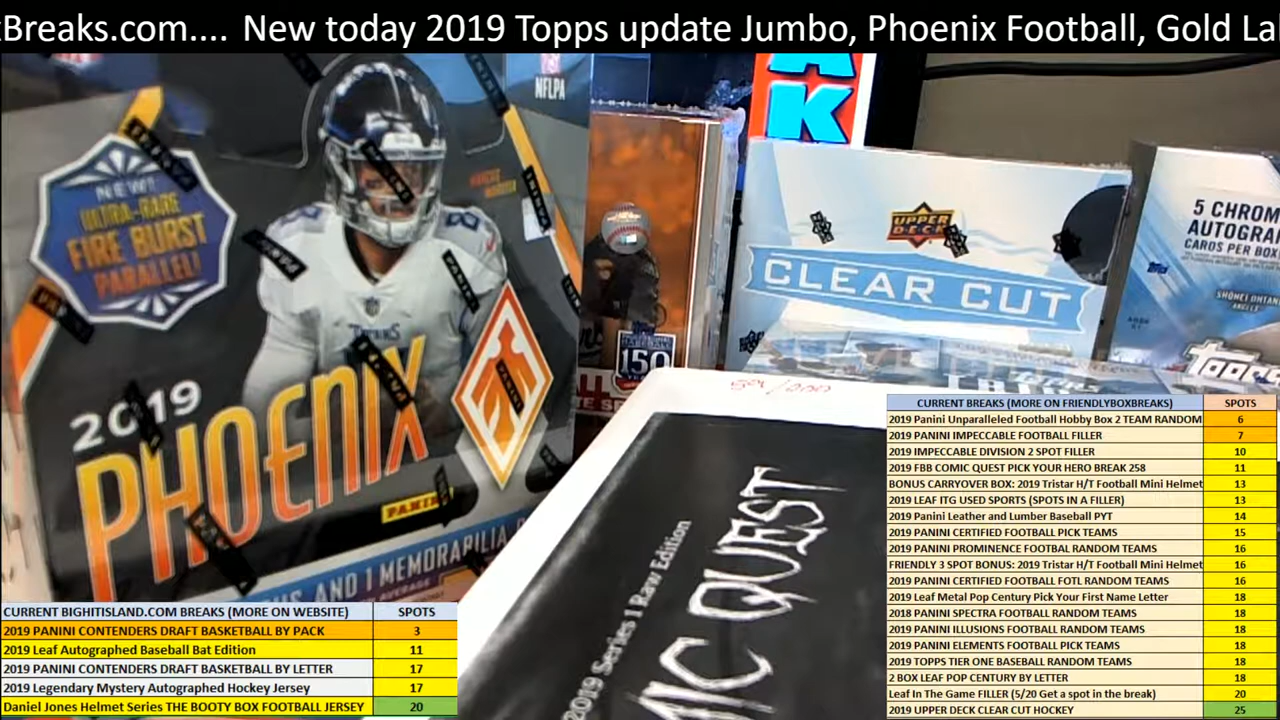 xBreaks.com.... New today 2019 Topps update Jumbo, Phoenix Football, Gold La
NFLPA
NEW!
ULTRA-RARE
FIRE BURST
PARALLEL!
TITANS
2019
PHOENIX
PANINI
AND 1 MEMORABILIA
150
AK
UPPER DECK
CLEAR CUT
5 CHROM
AUTOGRA
CARDS PER BOX
SHOHEI OHTANI
ANGELS
Topps
2019 Series 1 Raw Edition
MIC QUEST
CURRENT BIGHITISLAND.COM BREAKS (MORE ON WEBSITE) SPOTS
2019 PANINI CONTENDERS DRAFT BASKETBALL BY PACK 3
2019 Leaf Autographed Baseball Bat Edition 11
2019 PANINI CONTENDERS DRAFT BASKETBALL BY LETTER 17
2019 Legendary Mystery Autographed Hockey Jersey 17
Daniel Jones Helmet Series THE BOOTY BOX FOOTBALL JERSEY 20
CURRENT BREAKS (MORE ON FRIENDLYBOXBREAKS) SPOTS
2019 Panini Unparalleled Football Hobby Box 2 TEAM RANDOM 6
2019 PANINI IMPECCABLE FOOTBALL FILLER 7
2019 IMPECCABLE DIVISION 2 SPOT FILLER 10
2019 FBB COMIC QUEST PICK YOUR HERO BREAK 258 11
BONUS CARRYOVER BOX: 2019 Tristar H/T Football Mini Helmet 13
2019 LEAF ITG USED SPORTS (SPOTS IN A FILLER) 13
2019 Panini Leather and Lumber Baseball PYT 14
2019 PANINI CERTIFIED FOOTBALL PICK TEAMS 15
2019 PANINI PROMINENCE FOOTBAL RANDOM TEAMS 16
FRIENDLY 3 SPOT BONUS: 2019 Tristar H/T Football Mini Helmet 16
2019 PANINI CERTIFIED FOOTBALL FOTL RANDOM TEAMS 16
2019 Leaf Metal Pop Century Pick Your First Name Letter 18
2018 PANINI SPECTRA FOOTBALL RANDOM TEAMS 18
2019 PANINI ILLUSIONS FOOTBALL RANDOM TEAMS 18
2019 PANINI ELEMENTS FOOTBALL PICK TEAMS 18
2019 TOPPS TIER ONE BASEBALL RANDOM TEAMS 18
2 BOX LEAF POP CENTURY BY LETTER 18
Leaf In The Game FILLER (5/20 Get a spot in the break) 20
2019 UPPER DECK CLEAR CUT HOCKEY 25